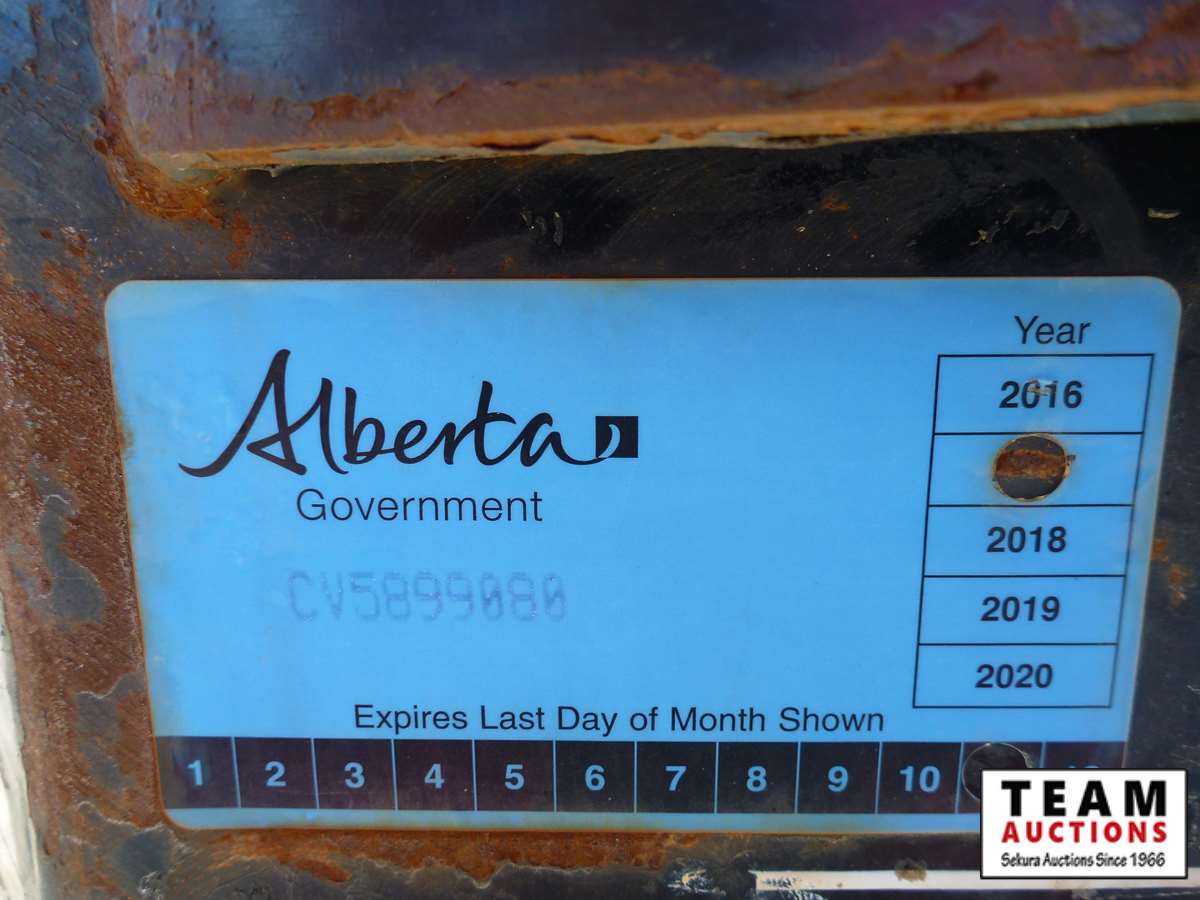 Year
Alberta
Government
2016
2018
2019
2020
CV5899080
Expires Last Day of Month Shown
1 2 3 4 5 6 7 8 9 10
TEAM
AUCTIONS
Sekura Auctions Since 1966